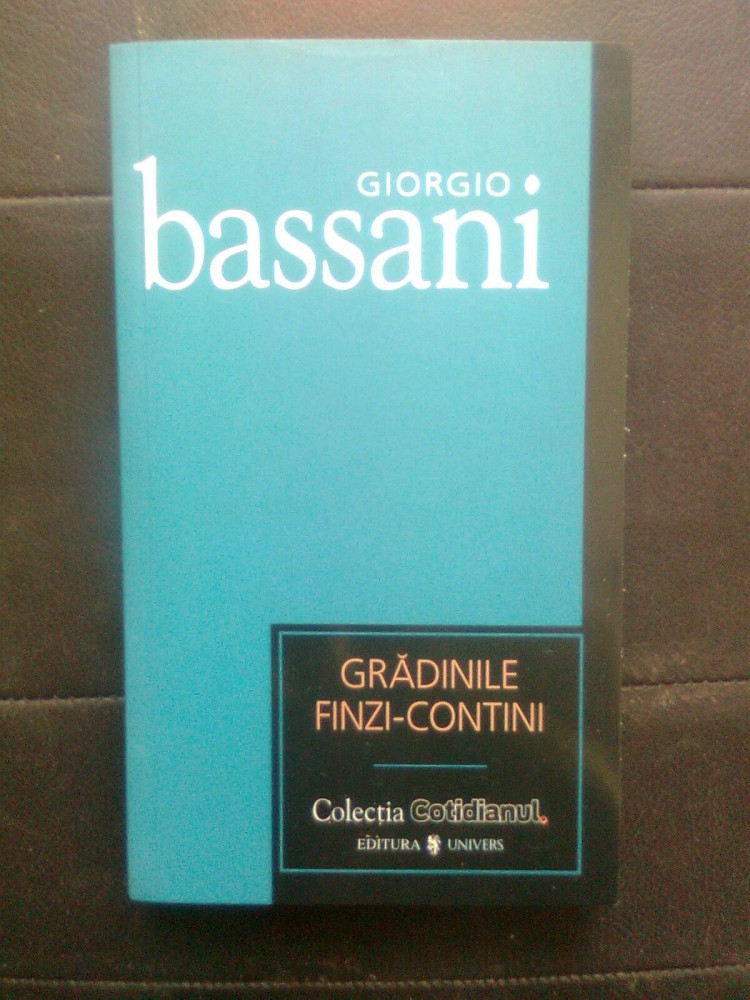 GIORGIO
bassani
GRĂDINILE
FINZI-CONTINI
Colecția Cotidianul.
EDITURA UNIVERS